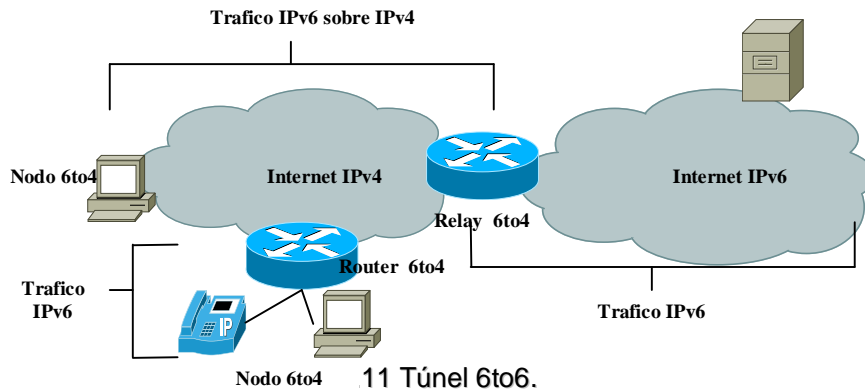 Trafico IPv6 sobre IPv4
Nodo 6to4
Internet IPv4
Internet IPv6
Relay 6to4
Router 6to4
Trafico
IPv6
Trafico IPv6
IP
Nodo 6to4
.11 Túnel 6to6.